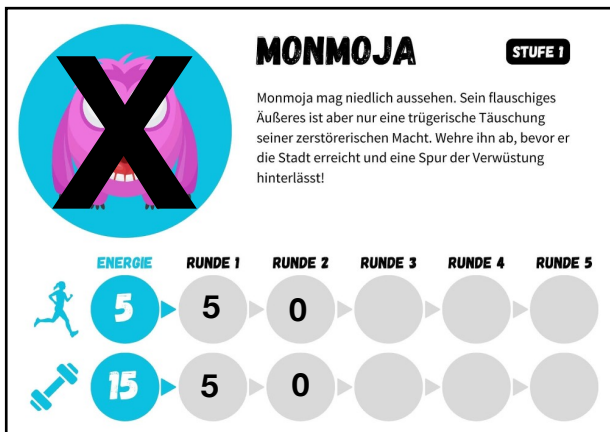 MONMOJA
STUFE 1
Monmoja mag niedlich aussehen. Sein flauschiges
Äußeres ist aber nur eine trügerische Täuschung
seiner zerstörerischen Macht. Wehre ihn ab, bevor er
die Stadt erreicht und eine Spur der Verwüstung
hinterlässt!
ENERGIE RUNDE 1 RUNDE 2 RUNDE 3 RUNDE 4 RUNDE 5
5 5 0
15 5 0
X